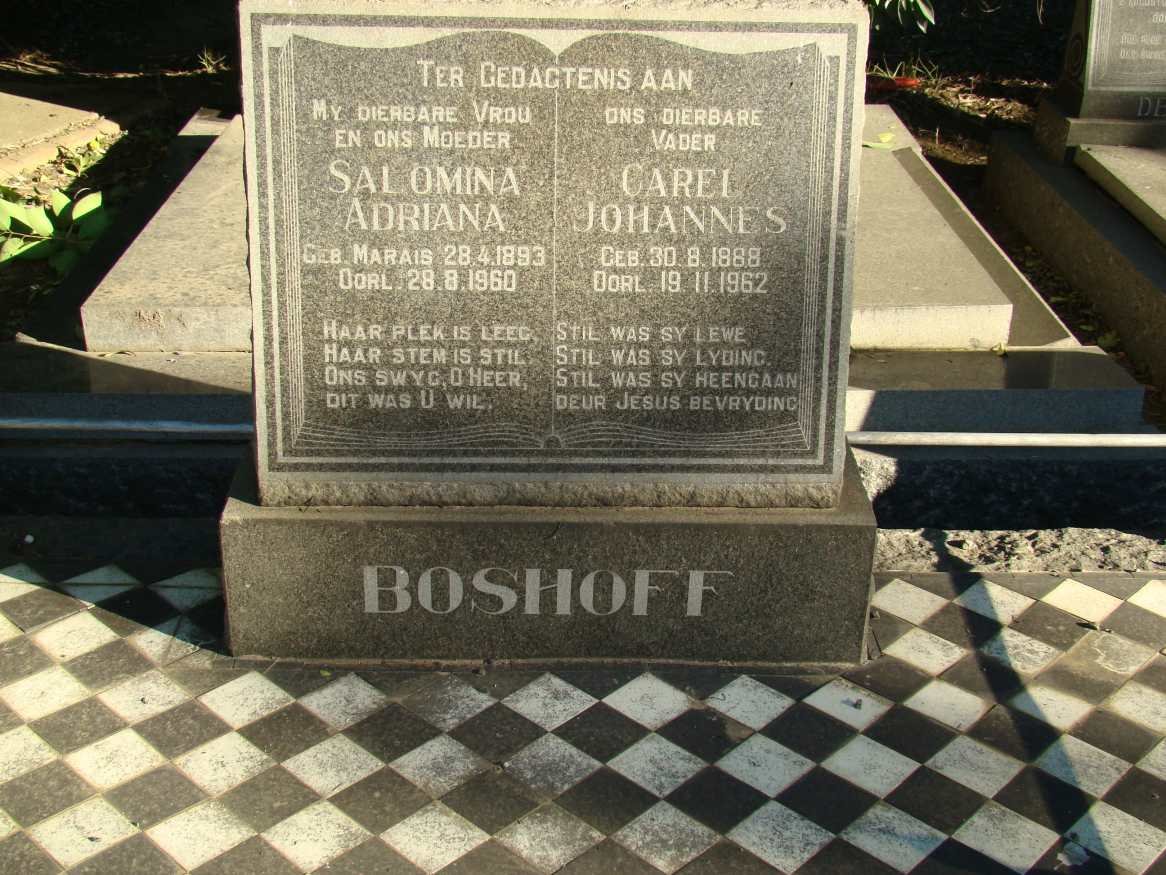 TER GEDAGTENIS AAN
MY DIERBARE VROU
EN ONS MOEDER
SALOMINA
ADRIANA
GEB. MARAIS 28.4.1893
OORL. 28.8.1960
HAAR PLEK IS LEEG,
HAAR STEM IS STIL.
ONS SWYG, O HEER,
DIT WAS U WIL,
ONS DIERBARE
VADER
CAREL
JOHANNES
GEB. 30.8.1888
OORL. 19.11.1962
STIL WAS SY LEWE
STIL WAS SY LYDING.
STIL WAS SY HEENGAAN
DEUR JESUS BEVRYDING
BOSHOFF
DE